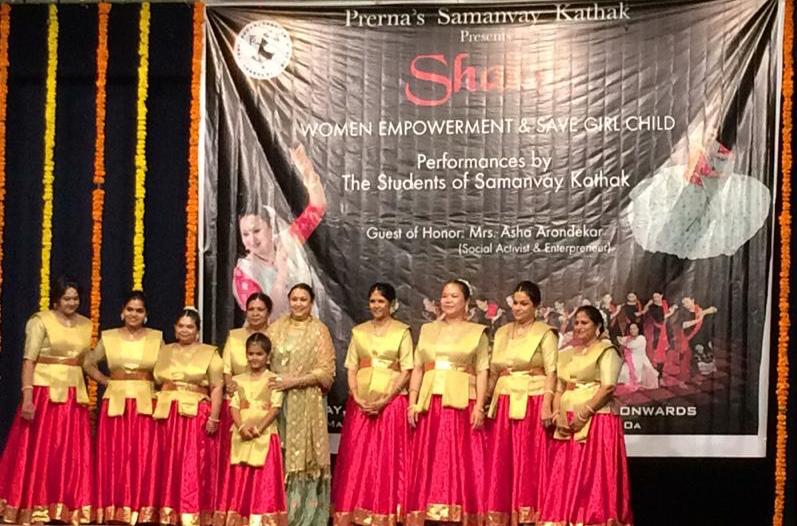 Prerna's Samanvay Kathak
Presents
WOMEN EMPOWERMENT & SAVE GIRL CHILD
Performances by
The Students of Samanvay Kathak
Guest of Honor: Mrs. Asha Arondekar
(Social Activist & Enterpreneur)
ONWARDS